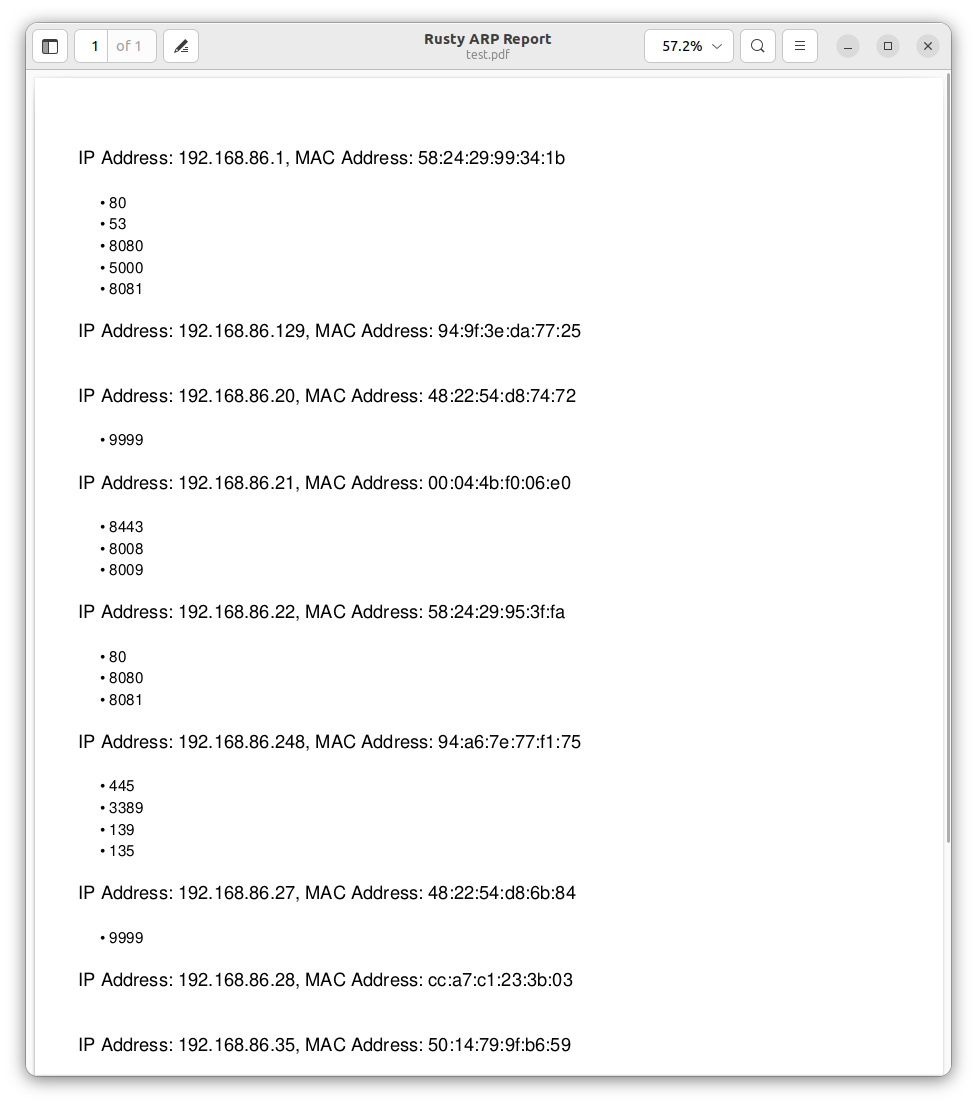 1 of 1
Rusty ARP Report
test.pdf
57.2%
IP Address: 192.168.86.1, MAC Address: 58:24:29:99:34:1b
• 80
• 53
• 8080
• 5000
• 8081
IP Address: 192.168.86.129, MAC Address: 94:9f:3e:da:77:25
IP Address: 192.168.86.20, MAC Address: 48:22:54:d8:74:72
• 9999
IP Address: 192.168.86.21, MAC Address: 00:04:4b:f0:06:e0
• 8443
• 8008
• 8009
IP Address: 192.168.86.22, MAC Address: 58:24:29:95:3f:fa
• 80
• 8080
• 8081
IP Address: 192.168.86.248, MAC Address: 94:a6:7e:77:f1:75
• 445
• 3389
• 139
• 135
IP Address: 192.168.86.27, MAC Address: 48:22:54:d8:6b:84
• 9999
IP Address: 192.168.86.28, MAC Address: cc:a7:c1:23:3b:03
IP Address: 192.168.86.35, MAC Address: 50:14:79:9f:b6:59